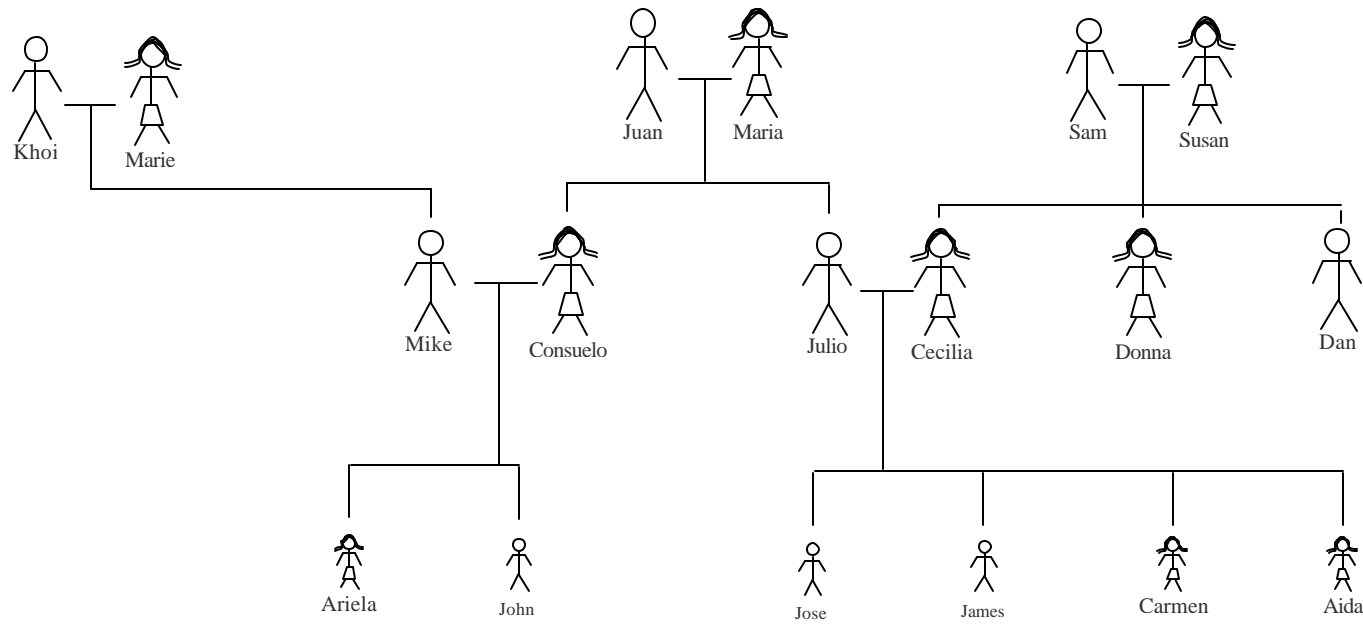 Khoi
Marie
Juan
Maria
Sam
Susan
Mike
Consuelo
Julio
Cecilia
Donna
Dan
Ariela
John
Jose
James
Carmen
Aida